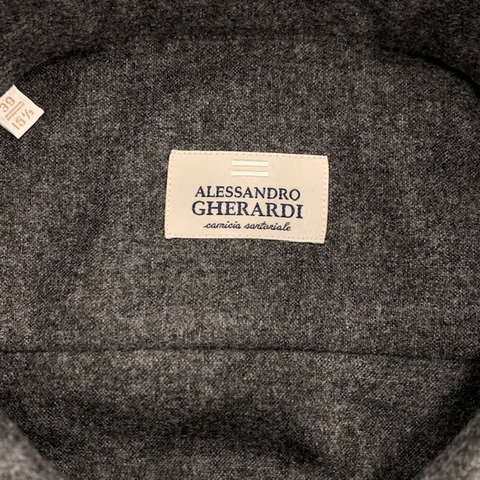 39
15½
ALESSANDRO
GHERARDI
camicia sartoriale